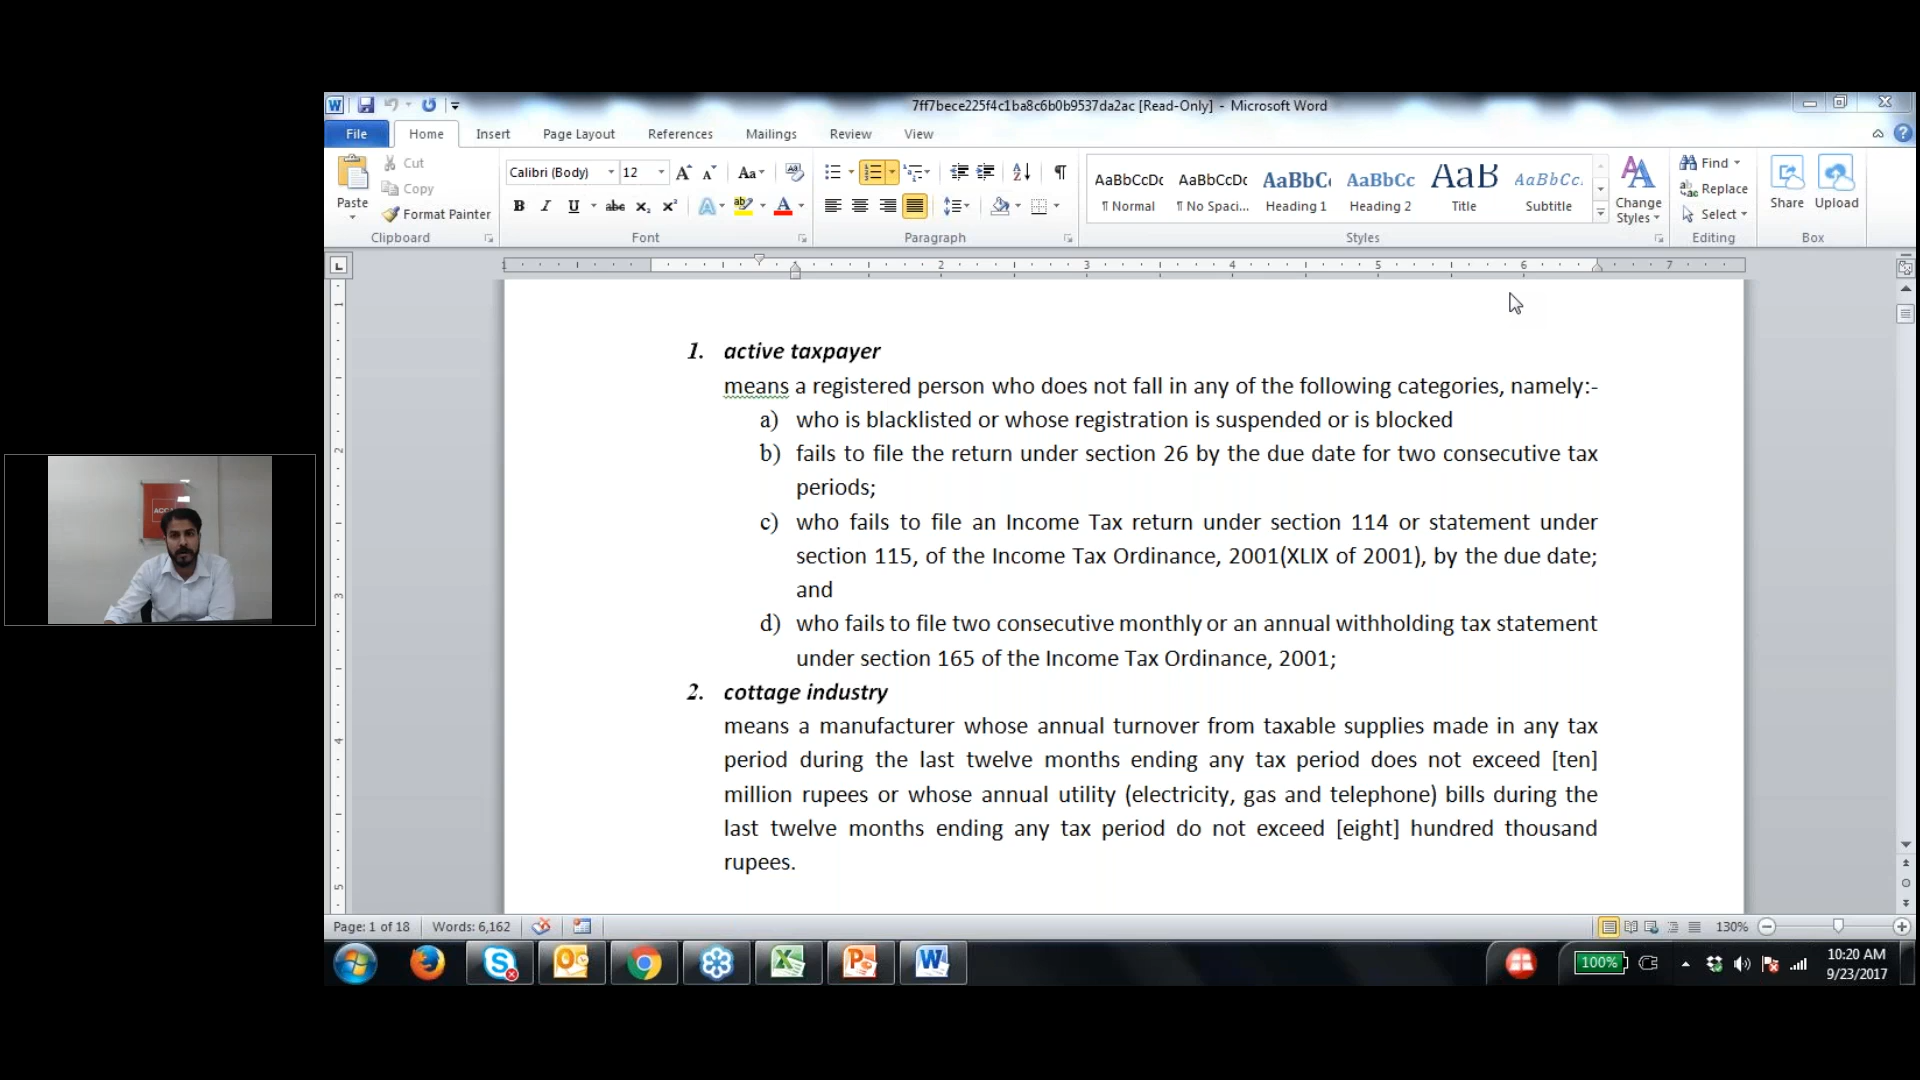 7ff7bece225f4c1ba8c6b0b9537da2ac [Read-Only] - Microsoft Word
File Home Insert Page Layout References Mailings Review View
Paste
Cut
Copy
Format Painter
Clipboard
Calibri (Body) 12
Font
Paragraph
AaBbCcDc AaBbCcDc AaBbC AaBbCc AaB AaBbCc.
¶ Normal ¶ No Spaci... Heading 1 Heading 2 Title Subtitle
Change
Styles
Styles
Find
Replace
Select
Editing
Share Upload
Box
1 2 3 4 5 6 7
1. active taxpayer
means a registered person who does not fall in any of the following categories, namely:-
a) who is blacklisted or whose registration is suspended or is blocked
b) fails to file the return under section 26 by the due date for two consecutive tax
periods;
c) who fails to file an Income Tax return under section 114 or statement under
section 115, of the Income Tax Ordinance, 2001(XLIX of 2001), by the due date;
and
d) who fails to file two consecutive monthly or an annual withholding tax statement
under section 165 of the Income Tax Ordinance, 2001;
2. cottage industry
means a manufacturer whose annual turnover from taxable supplies made in any tax
period during the last twelve months ending any tax period does not exceed [ten]
million rupees or whose annual utility (electricity, gas and telephone) bills during the
last twelve months ending any tax period do not exceed [eight] hundred thousand
rupees.
Page: 1 of 18 Words: 6,162 130%
100%
10:20 AM
9/23/2017